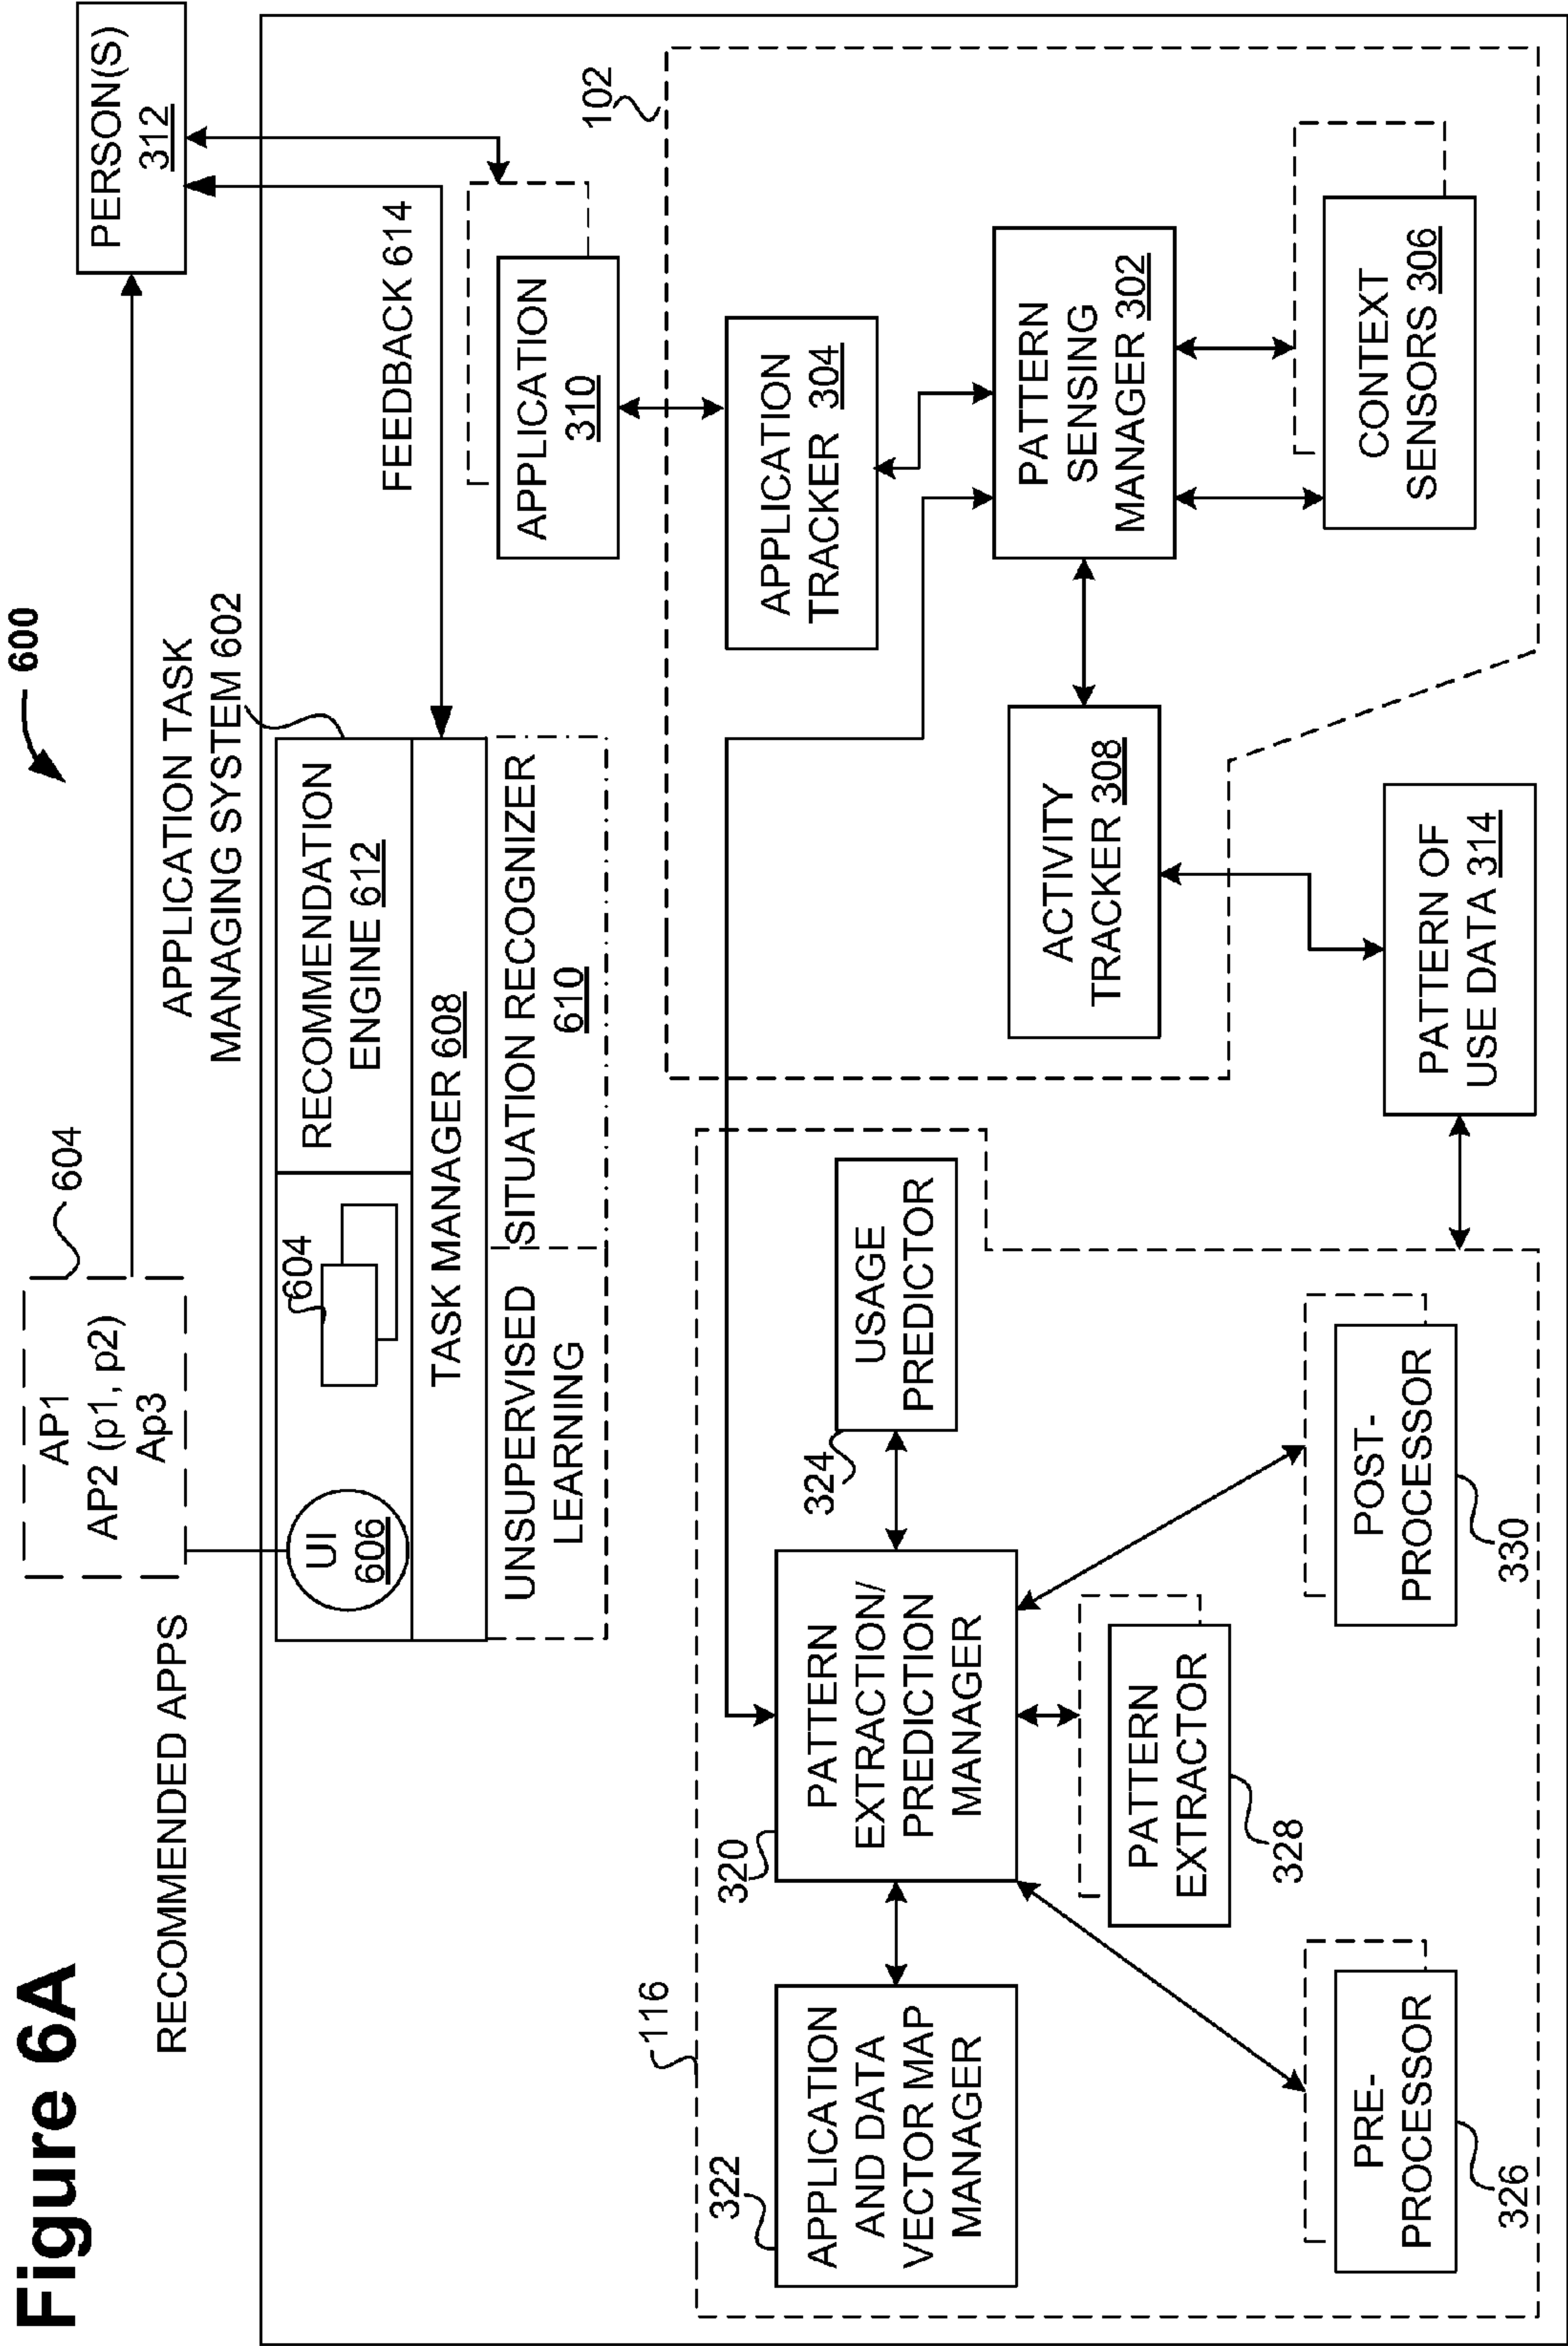 Figure 6A
600
RECOMMENDED APPS
AP1
AP2 (p1, p2)
Ap3
604
PERSON(S)
312
APPLICATION TASK
MANAGING SYSTEM 602
UI
606
604
RECOMMENDATION
ENGINE 612
TASK MANAGER 608
UNSUPERVISED
LEARNING
SITUATION RECOGNIZER
610
FEEDBACK 614
APPLICATION
310
116
322
APPLICATION
AND DATA
VECTOR MAP
MANAGER
320
PATTERN
EXTRACTION/
PREDICTION
MANAGER
324
USAGE
PREDICTOR
PRE-
PROCESSOR
326
PATTERN
EXTRACTOR
328
POST-
PROCESSOR
330
102
APPLICATION
TRACKER 304
PATTERN
SENSING
MANAGER 302
ACTIVITY
TRACKER 308
CONTEXT
SENSORS 306
PATTERN OF
USE DATA 314